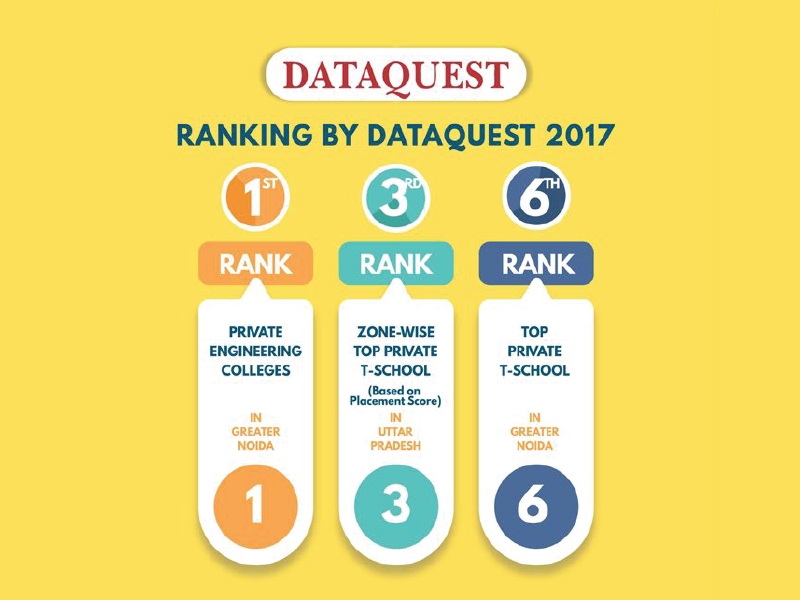 DATAQUEST
RANKING BY DATAQUEST 2017
1ST
RANK
PRIVATE
ENGINEERING
COLLEGES
IN
GREATER
NOIDA
1
3RD
RANK
ZONE-WISE
TOP PRIVATE
T-SCHOOL
(Based on
Placement Score)
IN
UTTAR
PRADESH
3
6TH
RANK
TOP
PRIVATE
T-SCHOOL
IN
GREATER
NOIDA
6